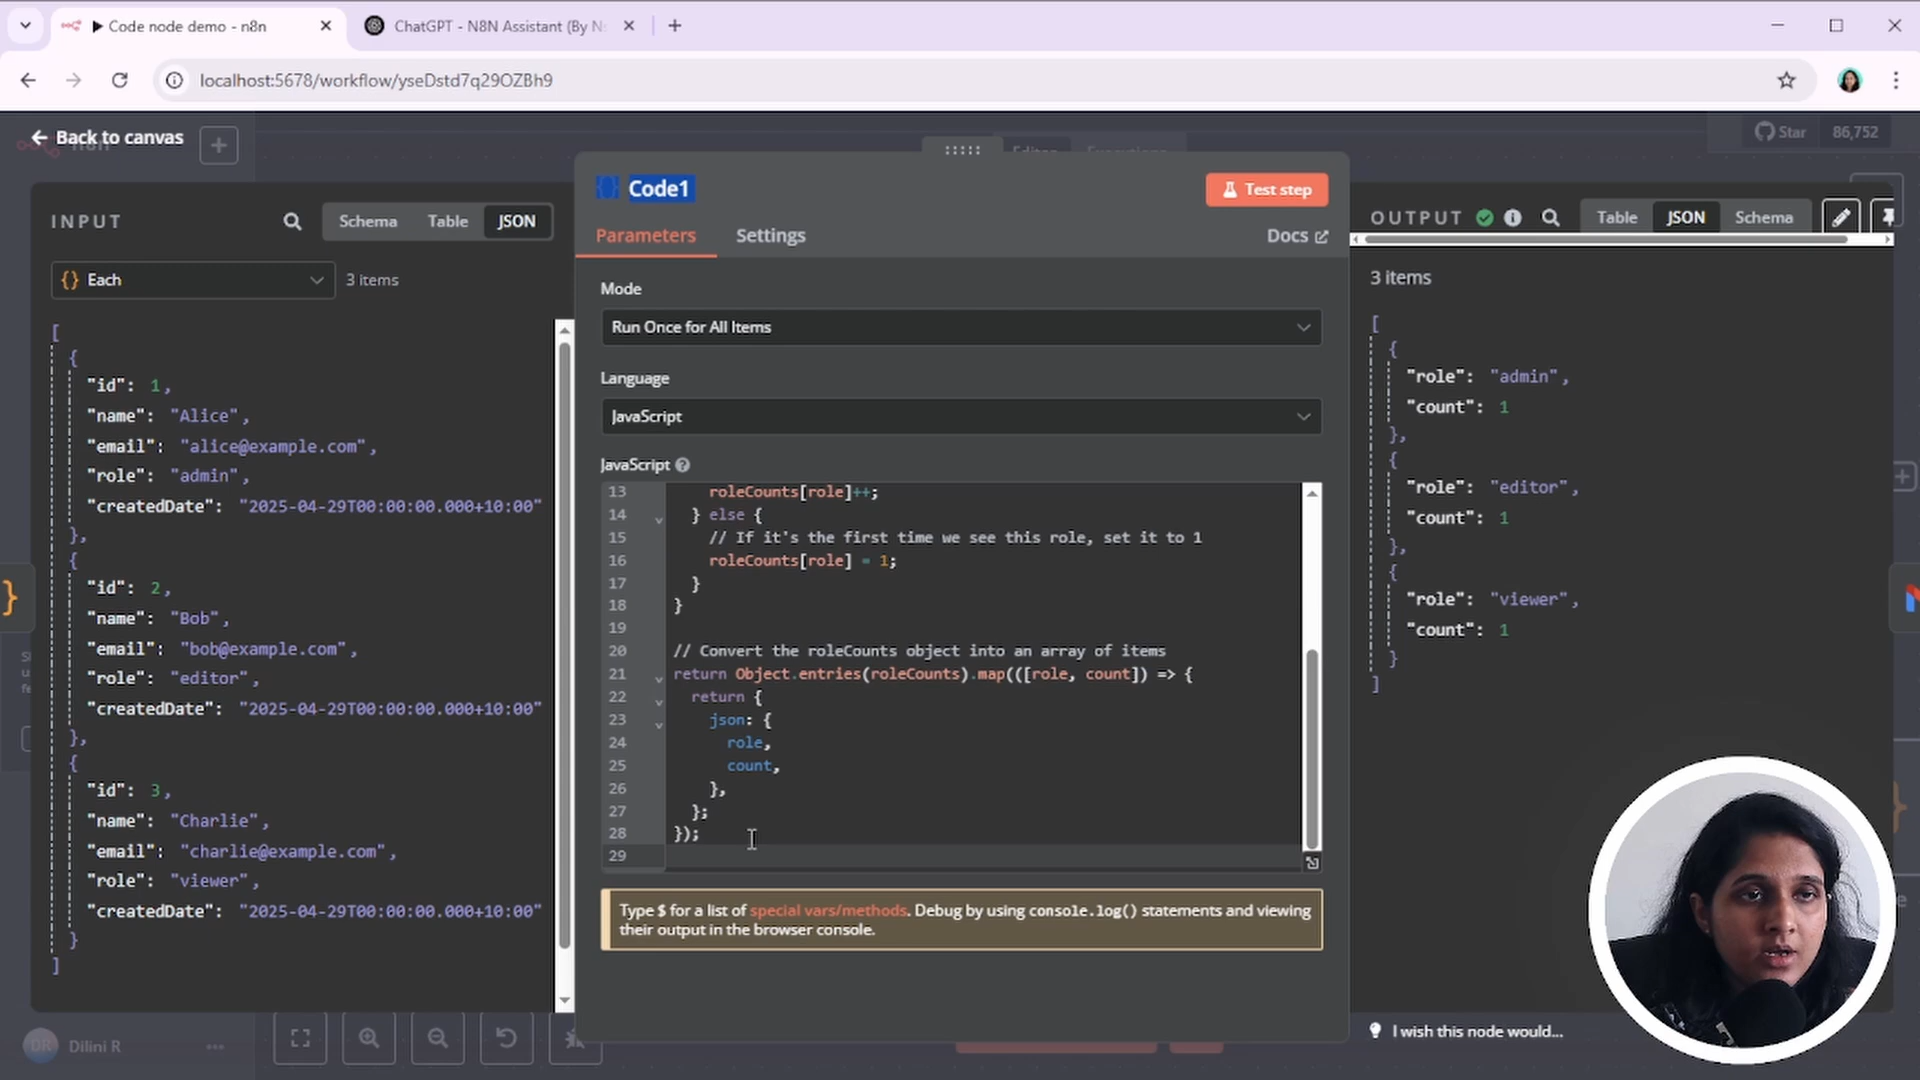 Code node demo - n8n
ChatGPT - N8N Assistant (By N
localhost:5678/workflow/yseDstd7q29OZBh9
Back to canvas
Star
86,752
INPUT
Schema
Table
JSON
Each
3 items
[
{
"id": 1,
"name": "Alice",
"email": "alice@example.com",
"role": "admin",
"createdDate": "2025-04-29T00:00:00.000+10:00"
},
{
"id": 2,
"name": "Bob",
"email": "bob@example.com",
"role": "editor",
"createdDate": "2025-04-29T00:00:00.000+10:00"
},
{
"id": 3,
"name": "Charlie",
"email": "charlie@example.com",
"role": "viewer",
"createdDate": "2025-04-29T00:00:00.000+10:00"
}
]
Dilini R
Code1
Test step
Parameters
Settings
Docs
Mode
Run Once for All Items
Language
JavaScript
JavaScript
13 roleCounts[role]++;
14 } else {
15 // If it's the first time we see this role, set it to 1
16 roleCounts[role] = 1;
17 }
18 }
19
20 // Convert the roleCounts object into an array of items
21 return Object.entries(roleCounts).map(([role, count]) => {
22 return {
23 json: {
24 role,
25 count,
26 },
27 };
28 });
29
Type $ for a list of special vars/methods. Debug by using console.log() statements and viewing
their output in the browser console.
OUTPUT
Table
JSON
Schema
3 items
[
{
"role": "admin",
"count": 1
},
{
"role": "editor",
"count": 1
},
{
"role": "viewer",
"count": 1
}
]
I wish this node would...